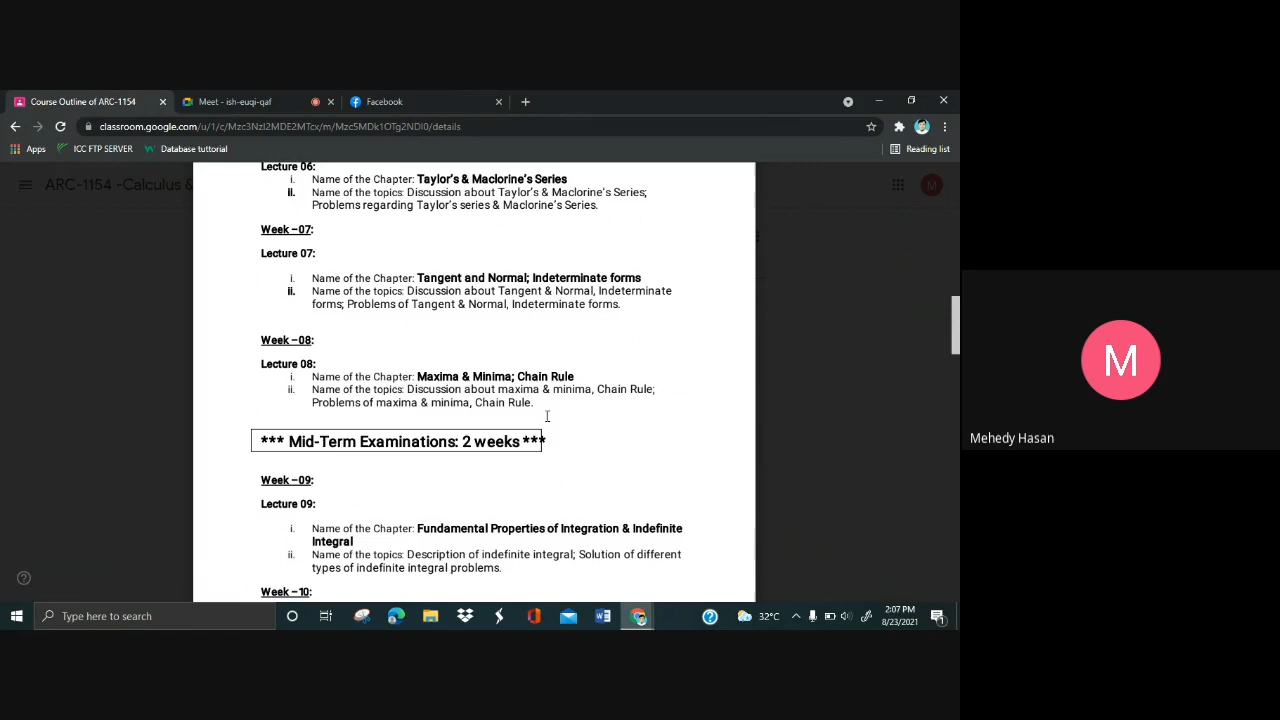 Course Outline of ARC-1154
Meet - ish-euqi-qaf
Facebook
classroom.google.com/u/1/c/Mzc3NzI2MDE2MTcx/m/Mzc5MDk1OTg2NDI0/details
Apps
ICC FTP SERVER
Database tuttorial
Reading list
ARC-1154 -Calculus &
M
Lecture 06:
i. Name of the Chapter: Taylor's & Maclorine's Series
ii. Name of the topics: Discussion about Taylor's & Maclorine's Series;
Problems regarding Taylor's series & Maclorine's Series.
Week –07:
Lecture 07:
i. Name of the Chapter: Tangent and Normal; Indeterminate forms
ii. Name of the topics: Discussion about Tangent & Normal, Indeterminate
forms; Problems of Tangent & Normal, Indeterminate forms.
Week –08:
Lecture 08:
i. Name of the Chapter: Maxima & Minima; Chain Rule
ii. Name of the topics: Discussion about maxima & minima, Chain Rule;
Problems of maxima & minima, Chain Rule.
*** Mid-Term Examinations: 2 weeks ***
Week –09:
Lecture 09:
i. Name of the Chapter: Fundamental Properties of Integration & Indefinite
Integral
ii. Name of the topics: Description of indefinite integral; Solution of different
types of indefinite integral problems.
Week –10:
Type here to search
32°C
2:07 PM
8/23/2021
1
M
Mehedy Hasan